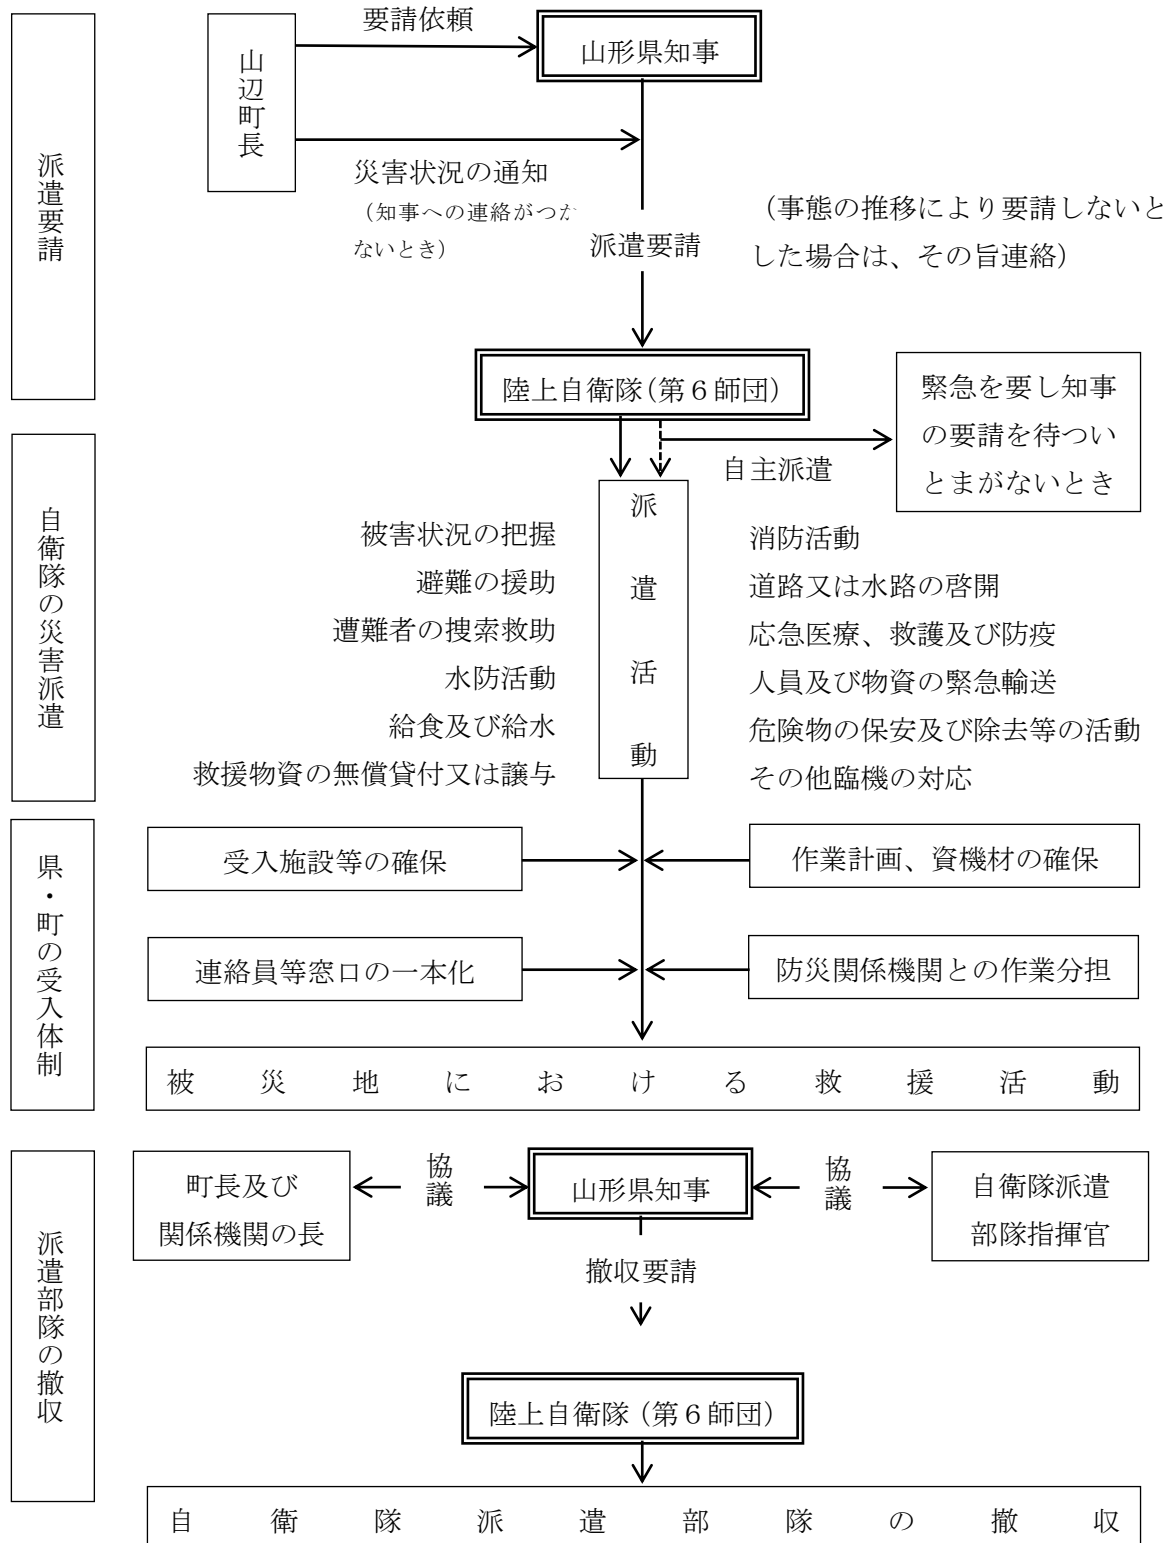 派遣要請
要請依頼
山辺町長
山形県知事
災害状況の通知
（知事への連絡がつか
ないとき）
派遣要請
（事態の推移により要請しないと
した場合は、その旨連絡）
陸上自衛隊（第６師団）
自主派遣
緊急を要し知事
の要請を待つい
とまがないとき
自衛隊の災害派遣
派遣活動
被害状況の把握
避難の援助
遭難者の捜索救助
水防活動
給食及び給水
救援物資の無償貸付又は譲与
消防活動
道路又は水路の啓開
応急医療、救護及び防疫
人員及び物資の緊急輸送
危険物の保安及び除去等の活動
その他臨機の対応
県・町の受入体制
受入施設等の確保
作業計画、資機材の確保
連絡員等窓口の一本化
防災関係機関との作業分担
被災地における救援活動
派遣部隊の撤収
町長及び
関係機関の長
協議
山形県知事
協議
自衛隊派遣
部隊指揮官
撤収要請
陸上自衛隊（第６師団）
自衛隊派遣部隊の撤収